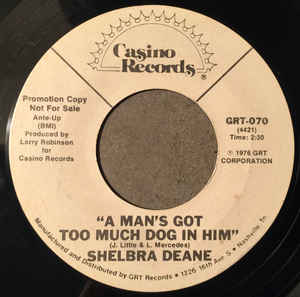 Casino
Records®
Promotion Copy
Not For Sale
Ante-Up
(BMI)
Produced by
Larry Robinson
for
Casino Records
GRT-070
(4421)
Time: 2:30
℗ 1976 GRT
CORPORATION
"A MAN'S GOT
TOO MUCH DOG IN HIM"
(J. Little & L. Mercedes)
SHELBRA DEANE
Manufactured and Distributed by GRT Records • 1226 16th Ave S • Nashville, Tn.